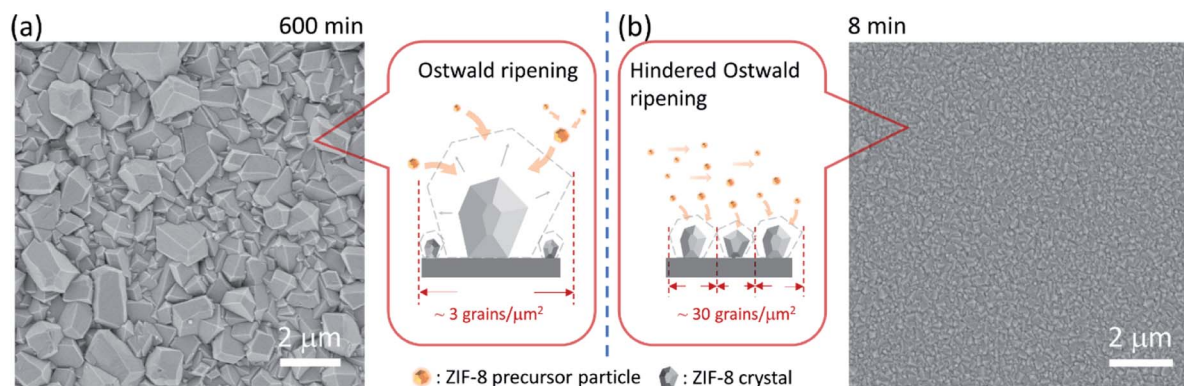 (a)
600 min
Ostwald ripening
~ 3 grains/μm²
2 μm
(b)
8 min
Hindered Ostwald
ripening
~ 30 grains/μm²
2 μm
: ZIF-8 precursor particle
: ZIF-8 crystal